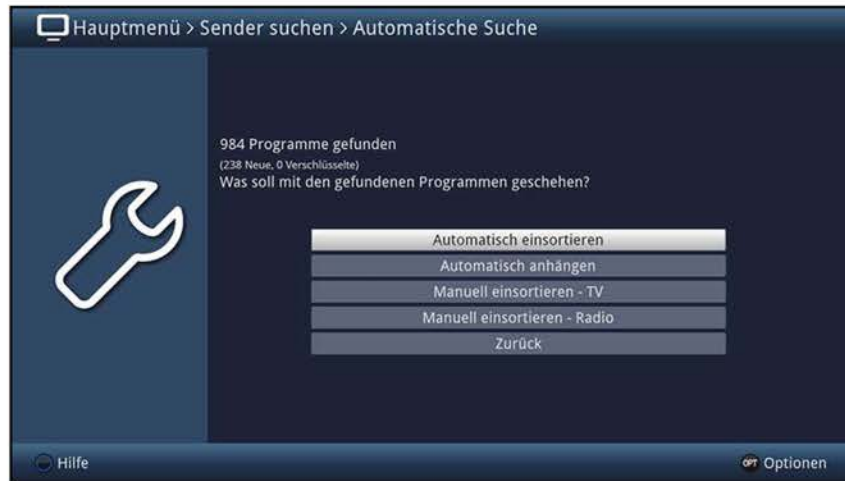 Hauptmenü > Sender suchen > Automatische Suche
984 Programme gefunden
(238 Neue, 0 Verschlüsselte)
Was soll mit den gefundenen Programmen geschehen?
Automatisch einsortieren
Automatisch anhängen
Manuell einsortieren - TV
Manuell einsortieren - Radio
Zurück
Hilfe
OPT Optionen